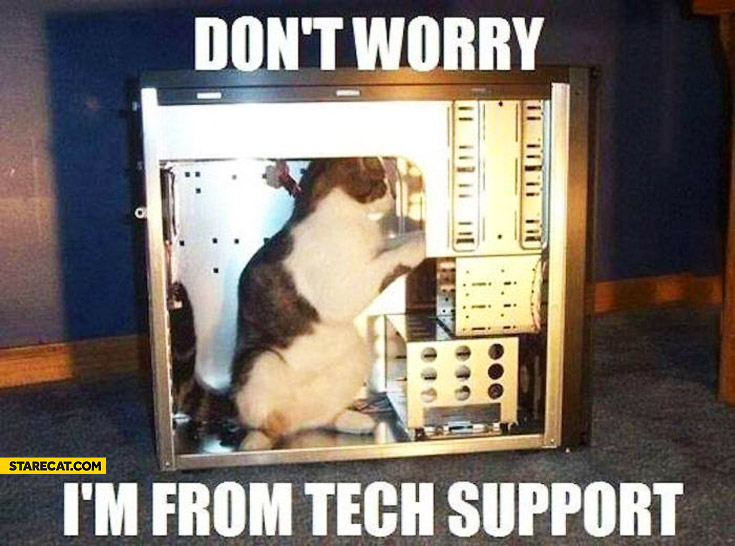 DON'T WORRY
STARECAT.COM
I'M FROM TECH SUPPORT